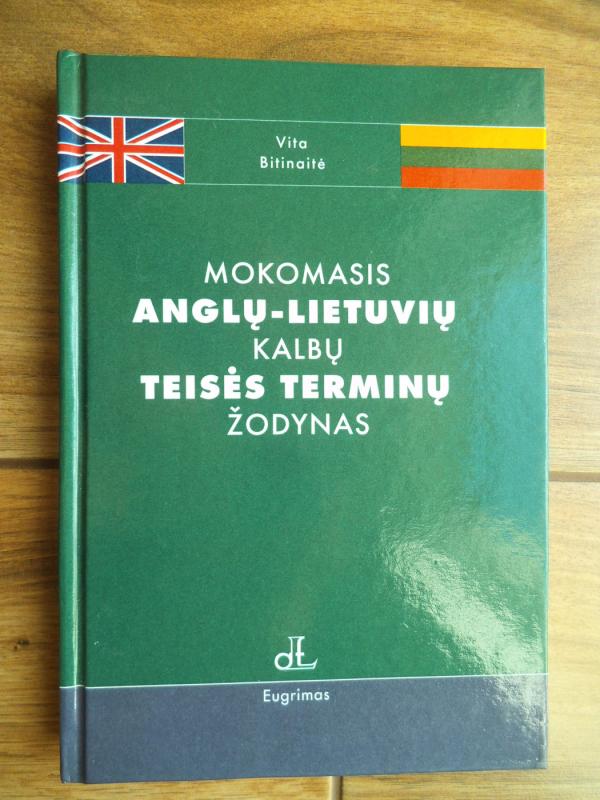 Vita
Bitinaitė
MOKOMASIS
ANGLŲ-LIETUVIŲ
KALBŲ
TEISĖS TERMINŲ
ŽODYNAS
Eugrimas